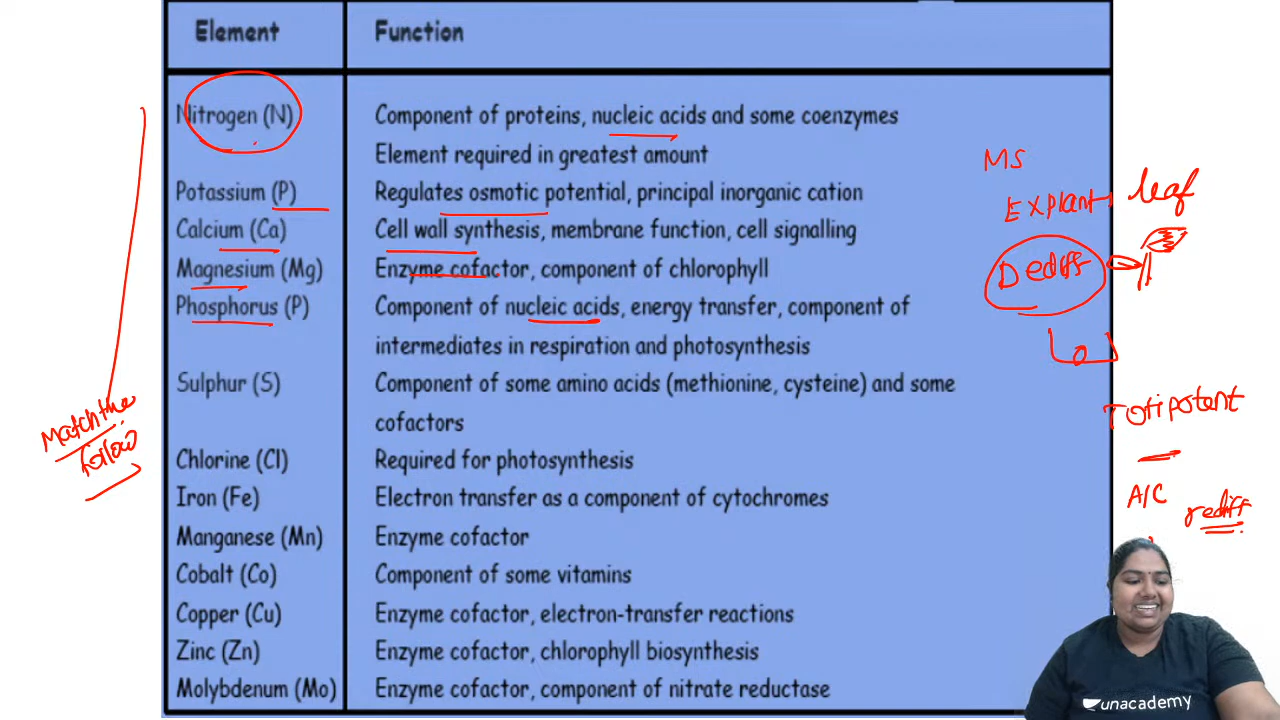 Element Function
Nitrogen (N) Component of proteins, nucleic acids and some coenzymes
Element required in greatest amount
Potassium (P) Regulates osmotic potential, principal inorganic cation
Calcium (Ca) Cell wall synthesis, membrane function, cell signalling
Magnesium (Mg) Enzyme cofactor, component of chlorophyll
Phosphorus (P) Component of nucleic acids, energy transfer, component of
intermediates in respiration and photosynthesis
Sulphur (S) Component of some amino acids (methionine, cysteine) and some
cofactors
Chlorine (Cl) Required for photosynthesis
Iron (Fe) Electron transfer as a component of cytochromes
Manganese (Mn) Enzyme cofactor
Cobalt (Co) Component of some vitamins
Copper (Cu) Enzyme cofactor, electron-transfer reactions
Zinc (Zn) Enzyme cofactor, chlorophyll biosynthesis
Molybdenum (Mo) Enzyme cofactor, component of nitrate reductase
Match the
follow
MS
Explant leaf
Dediff
Totipotent
A/C
rediff
unacademy